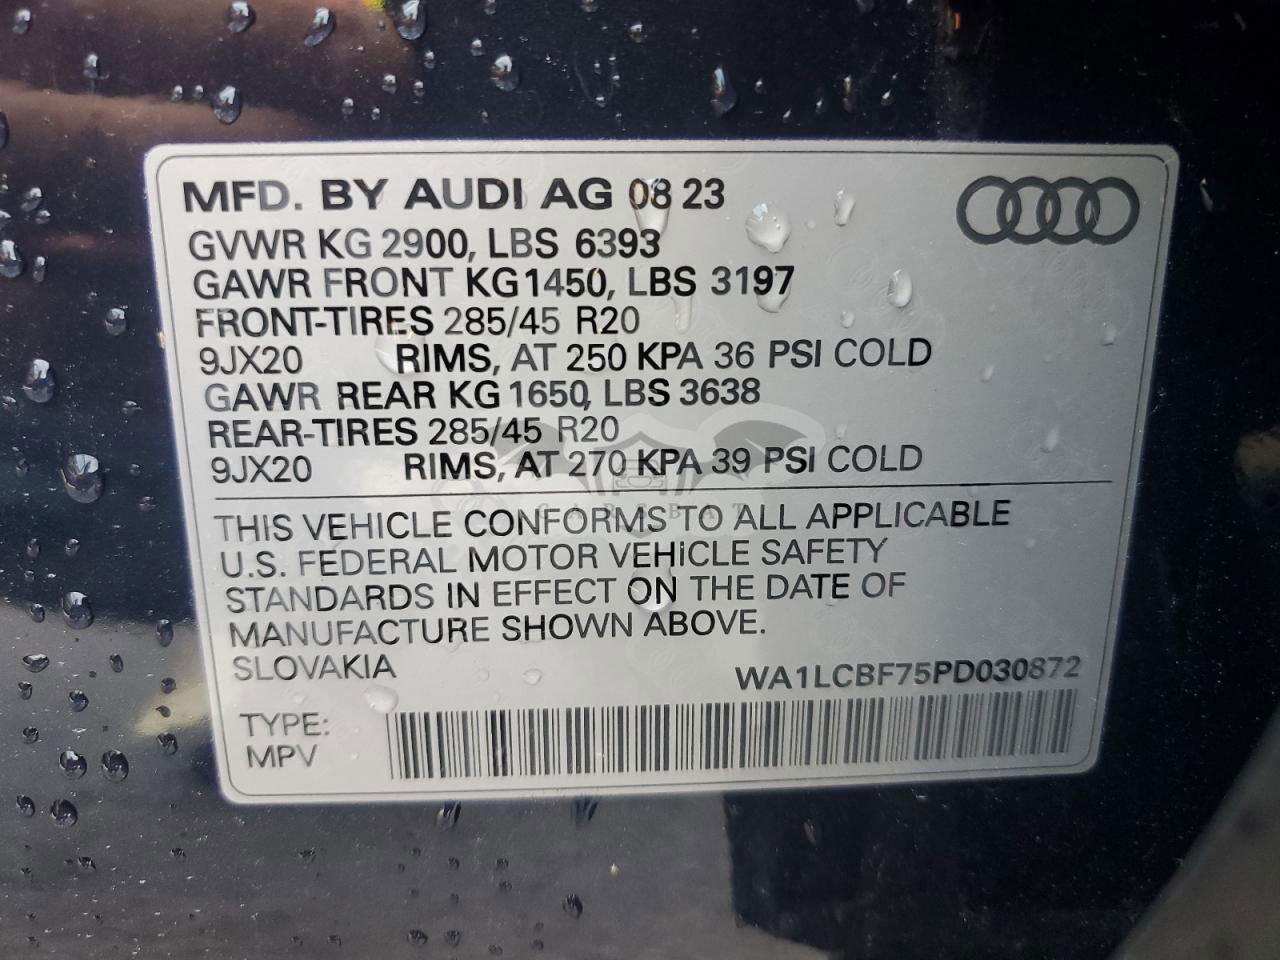 MFD. BY AUDI AG 08 23
GVWR KG 2900, LBS 6393
GAWR FRONT KG 1450, LBS 3197
FRONT-TIRES 285/45 R20
9JX20 RIMS, AT 250 KPA 36 PSI COLD
GAWR REAR KG 1650, LBS 3638
REAR-TIRES 285/45 R20
9JX20 RIMS, AT 270 KPA 39 PSI COLD
CARSBAT
THIS VEHICLE CONFORMS TO ALL APPLICABLE
U.S. FEDERAL MOTOR VEHICLE SAFETY
STANDARDS IN EFFECT ON THE DATE OF
MANUFACTURE SHOWN ABOVE.
SLOVAKIA WA1LCBF75PD030872
TYPE:
MPV